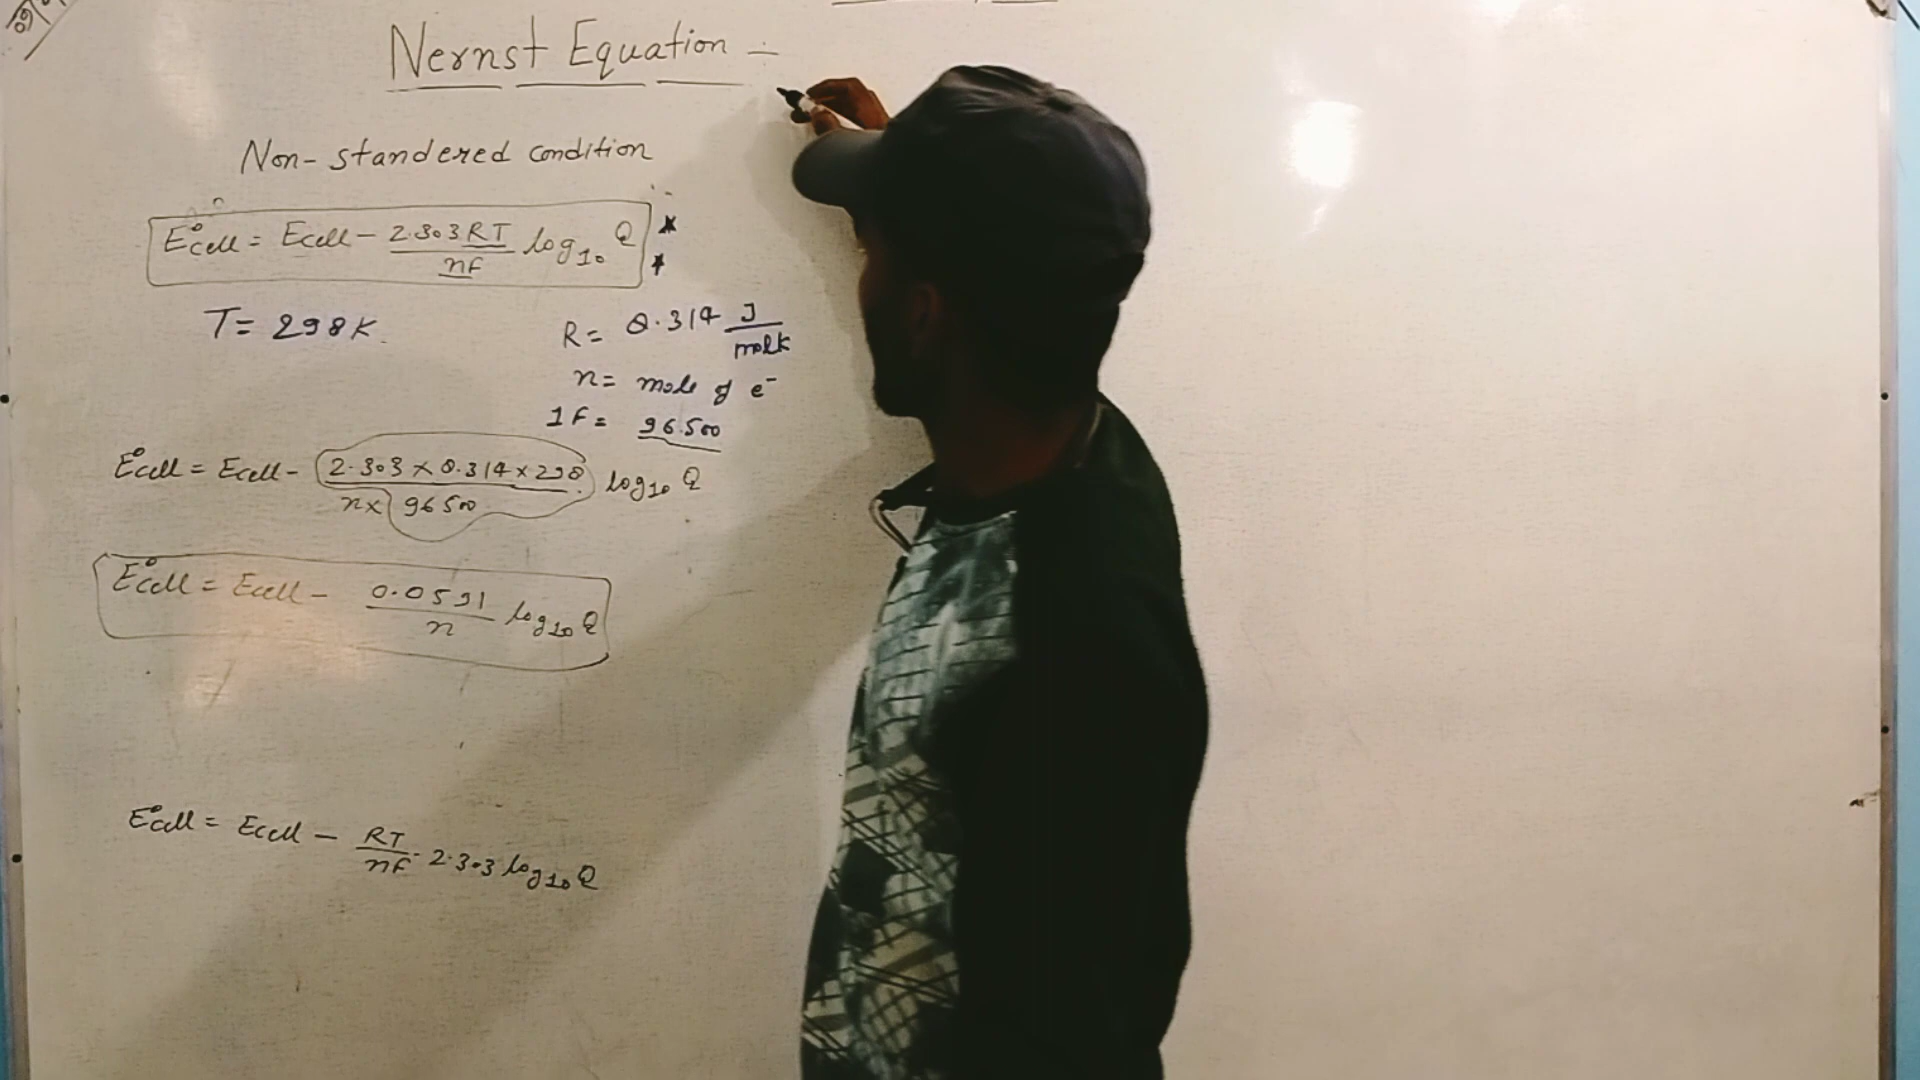 Nernst Equation :-
Non-standered condition
E°cell = Ecell - 2.303RT/nF log10 Q
T = 298K
R = 8.314 J/molk
n = mole of e-
1F = 96500
E°cell = Ecell - 2.303 x 8.314 x 298/n x 96500 log10 Q
E°cell = Ecell - 0.0591/n log10 Q
E°cell = Ecell - RT/nF 2.303 log10 Q